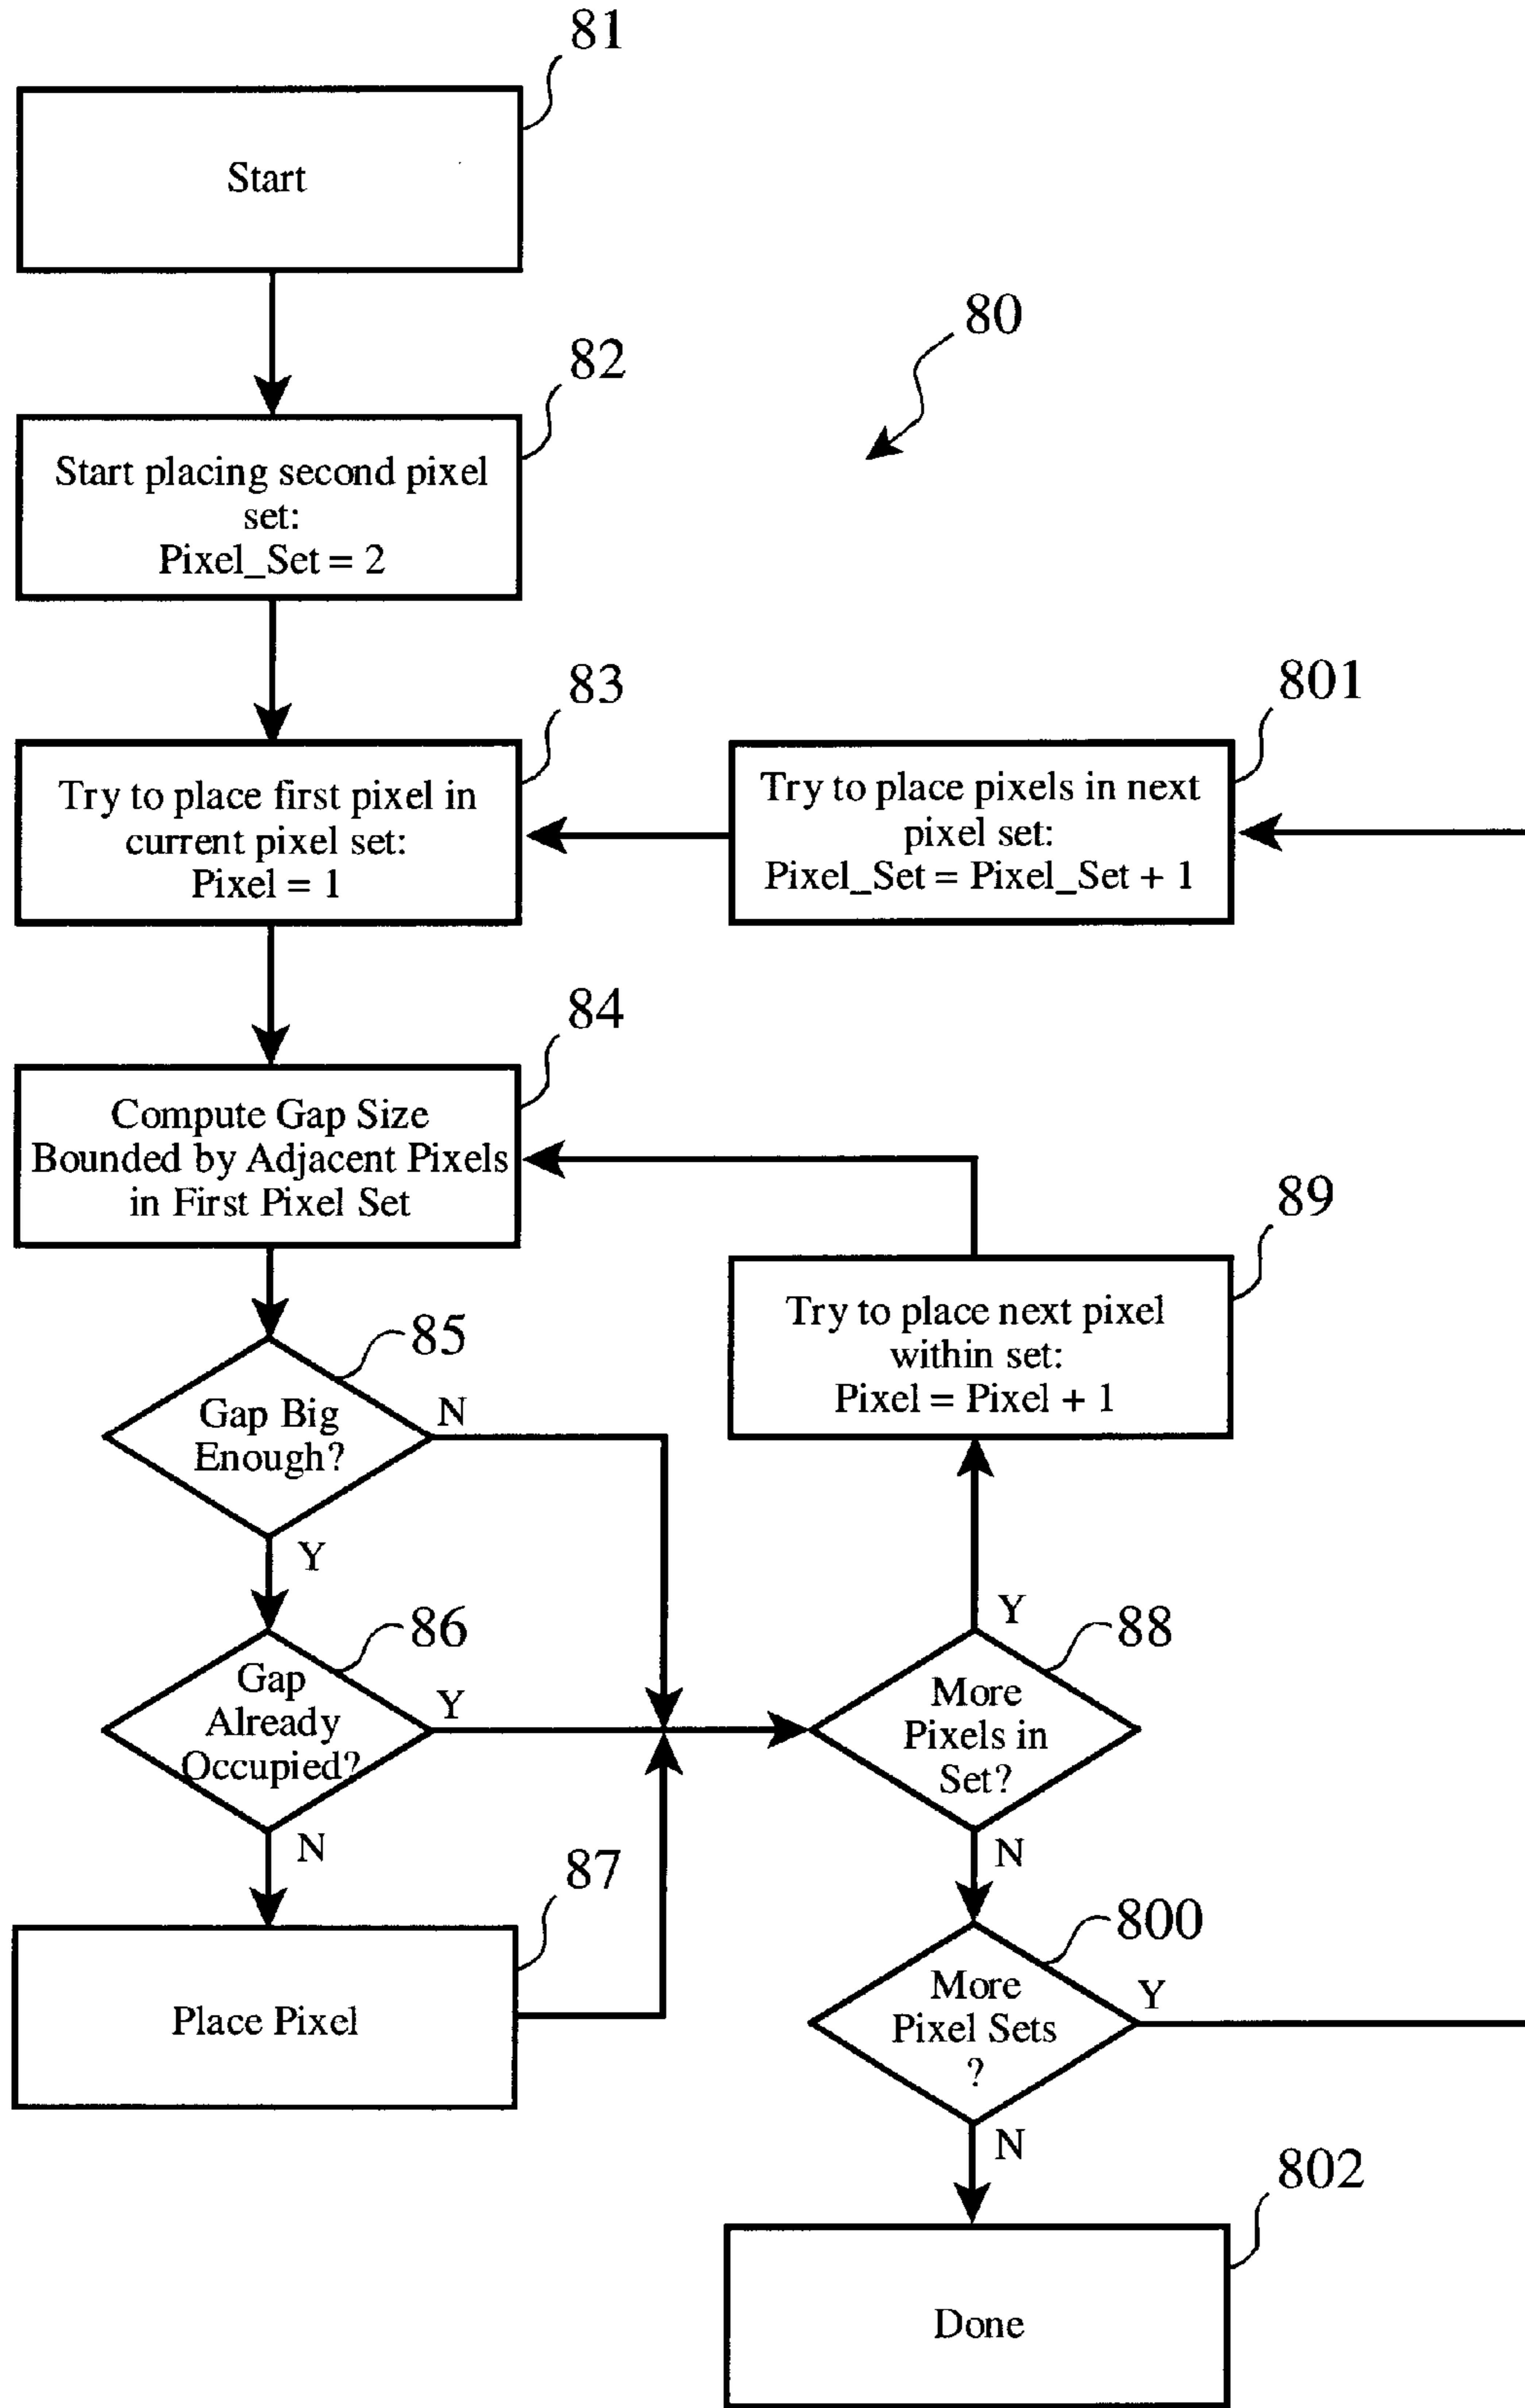 81
Start
80
82
Start placing second pixel
set:
Pixel_Set = 2
83
Try to place first pixel in
current pixel set:
Pixel = 1
801
Try to place pixels in next
pixel set:
Pixel_Set = Pixel_Set + 1
84
Compute Gap Size
Bounded by Adjacent Pixels
in First Pixel Set
89
Try to place next pixel
within set:
Pixel = Pixel + 1
85
Gap Big
Enough?
N
Y
86
Gap
Already
Occupied?
Y
N
88
More
Pixels in
Set?
Y
N
87
Place Pixel
800
More
Pixel Sets
?
Y
N
802
Done